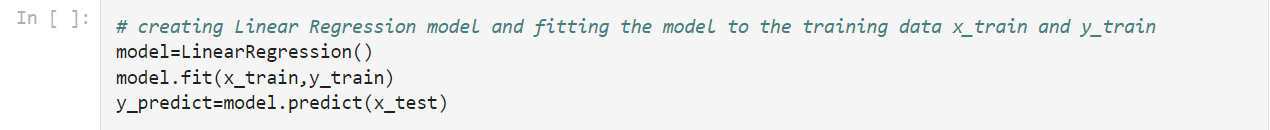 In [ ]:
# creating Linear Regression model and fitting the model to the training data x_train and y_train
model=LinearRegression()
model.fit(x_train,y_train)
y_predict=model.predict(x_test)